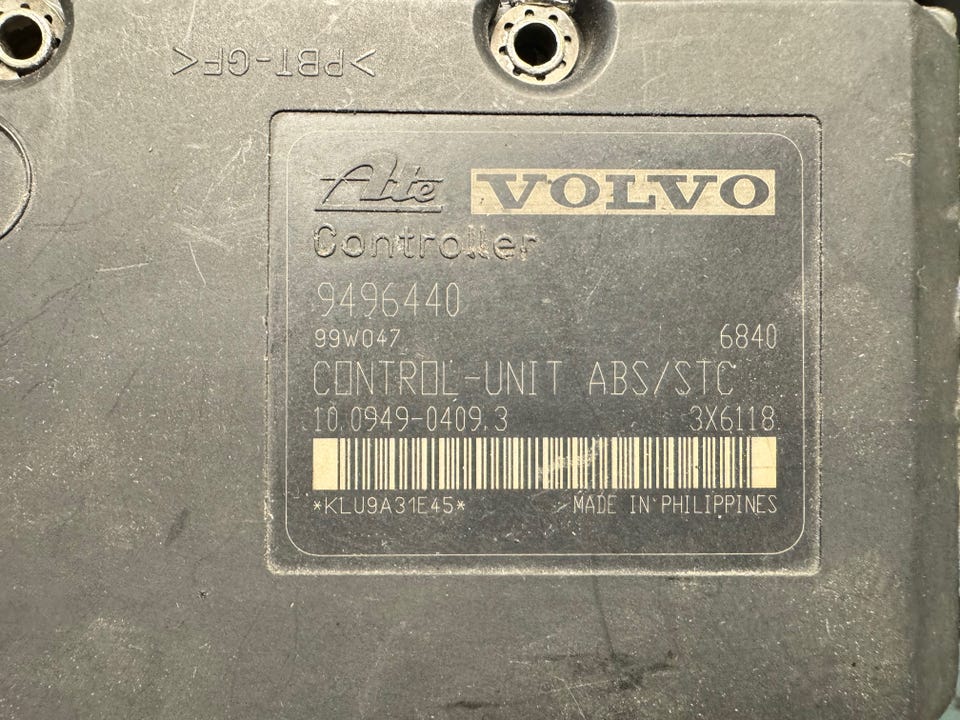 >PBT-GF<
Ate VOLVO
Controller
9496440
99W047 6840
CONTROL-UNIT ABS/STC
10.0949-0409.3 3X6118
*KLU9A31E45* MADE IN PHILIPPINES